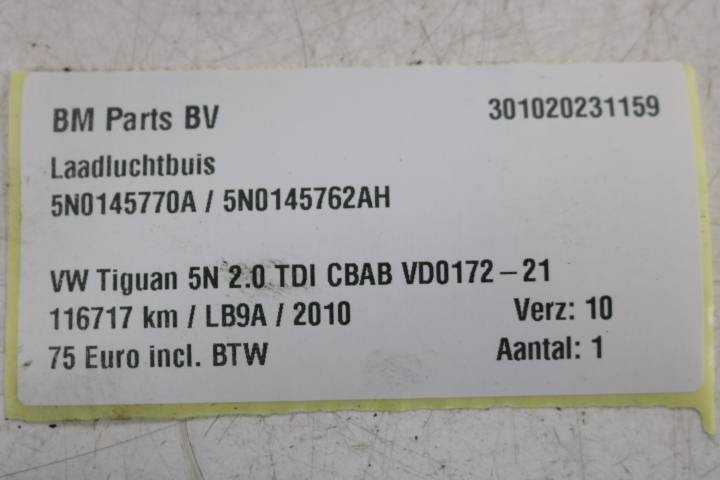 BM Parts BV 301020231159
Laadluchtbuis
5N0145770A / 5N0145762AH
VW Tiguan 5N 2.0 TDI CBAB VD0172-21
116717 km / LB9A / 2010 Verz: 10
75 Euro incl. BTW Aantal: 1